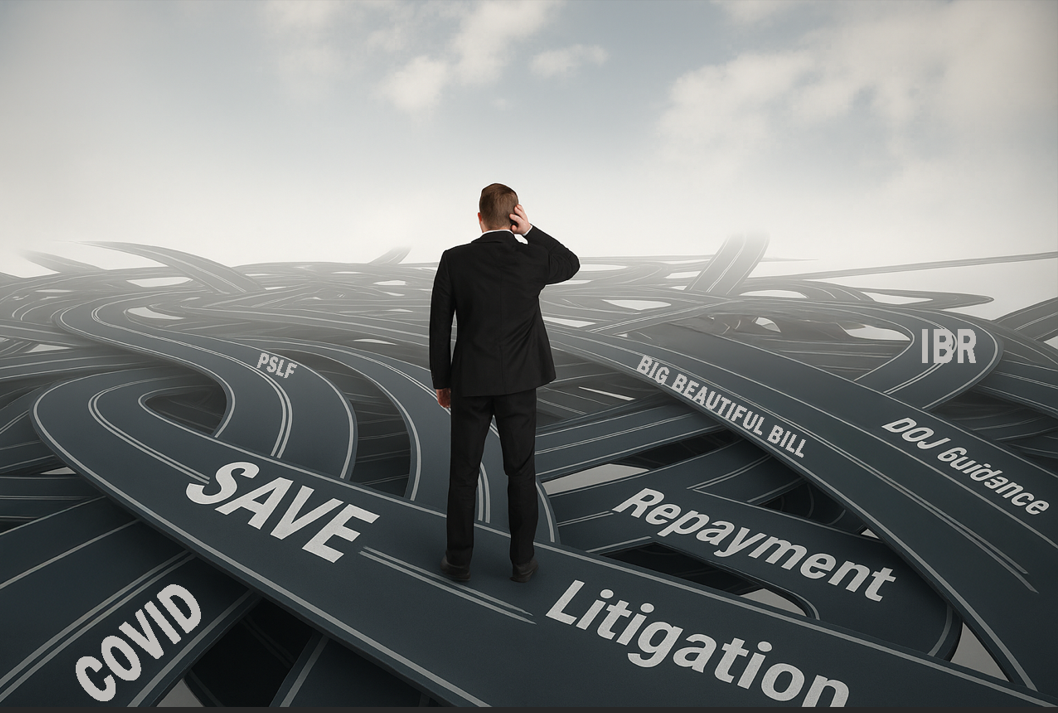 IBR
PSLF
BIG BEAUTIFUL BILL
DOJ Guidance
SAVE
Repayment
COVID
Litigation